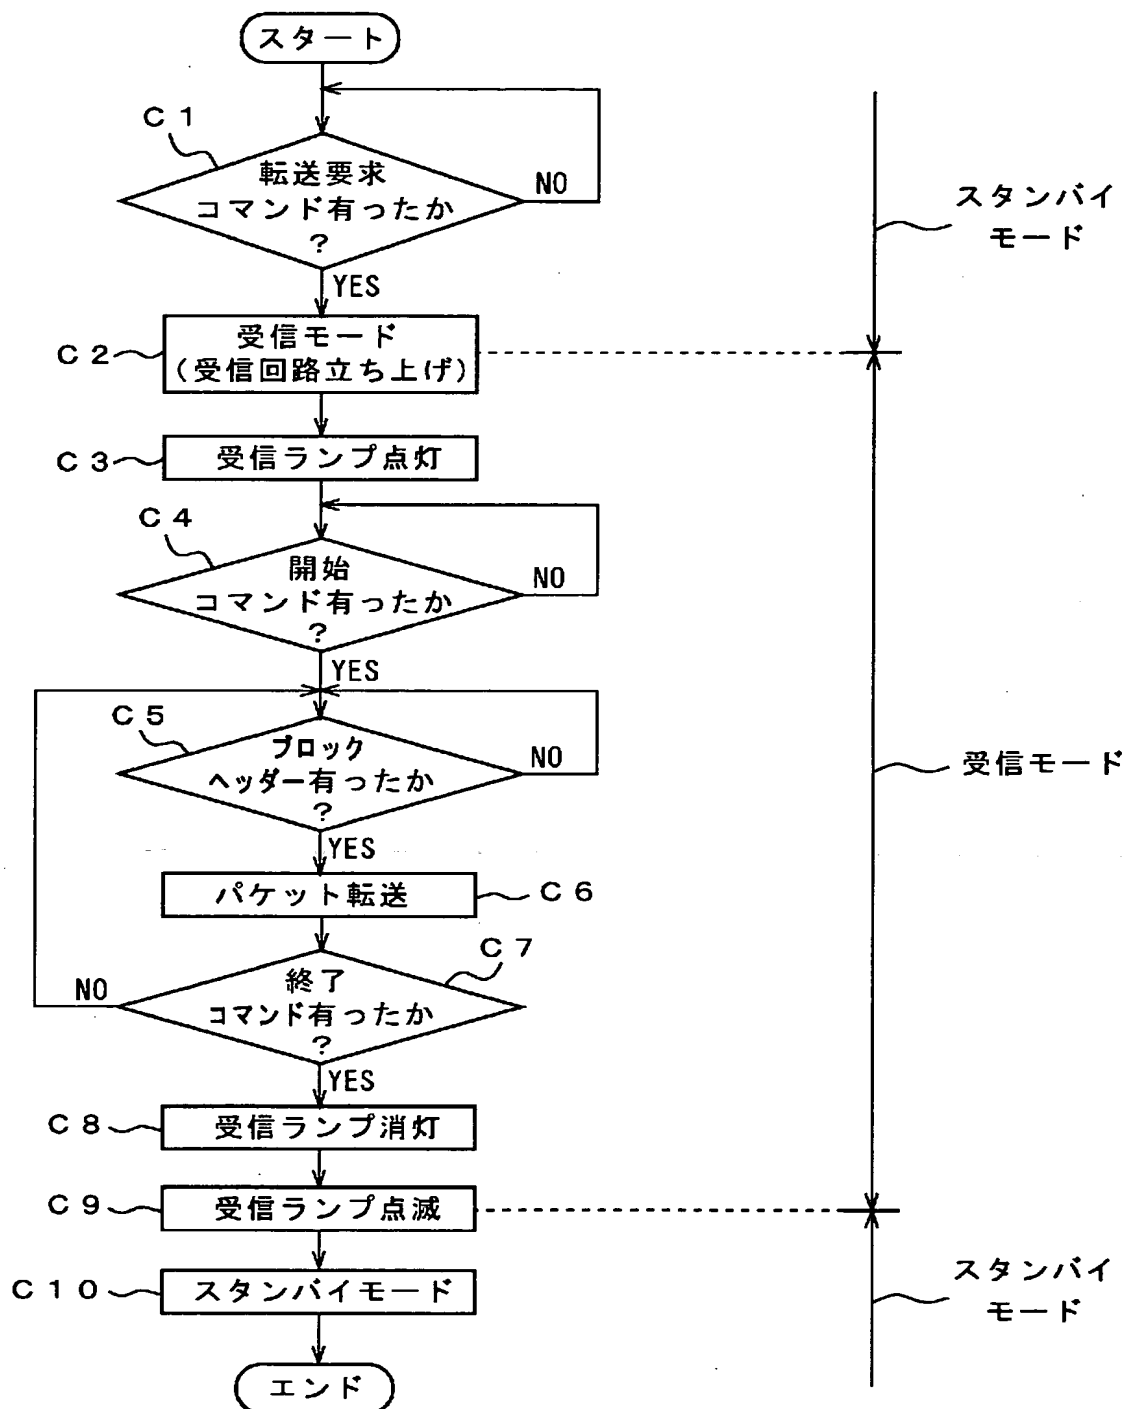 スタート
C1
転送要求
コマンド有ったか
?
NO
YES
スタンバイ
モード
C2
受信モード
(受信回路立ち上げ)
C3
受信ランプ点灯
C4
開始
コマンド有ったか
?
NO
YES
C5
ブロック
ヘッダー有ったか
?
NO
YES
受信モード
パケット転送
C6
C7
終了
コマンド有ったか
?
NO
YES
C8
受信ランプ消灯
C9
受信ランプ点滅
C10
スタンバイモード
スタンバイ
モード
エンド